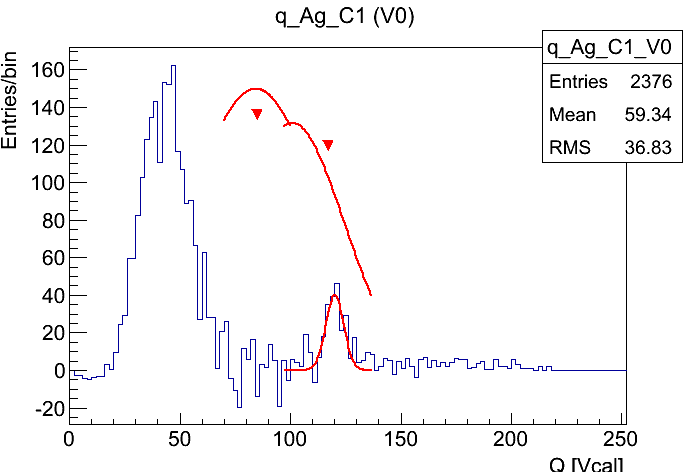 q_Ag_C1 (V0)
q_Ag_C1_V0
Entries 2376
Mean 59.34
RMS 36.83
Entries/bin
160
140
120
100
80
60
40
20
0
-20
0 50 100 150 200 250
Q [Vcal]